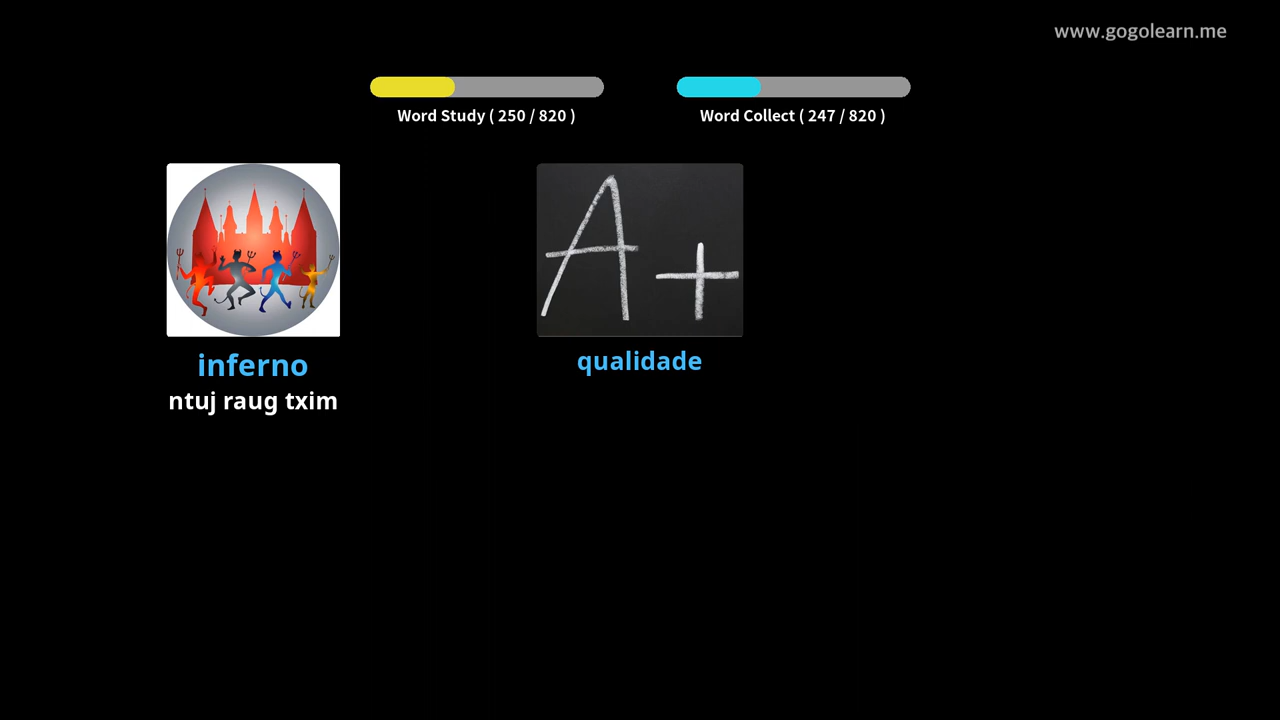 www.gogolearn.me
Word Study ( 250 / 820 )
Word Collect ( 247 / 820 )
A+
inferno
ntuj raug txim
qualidade